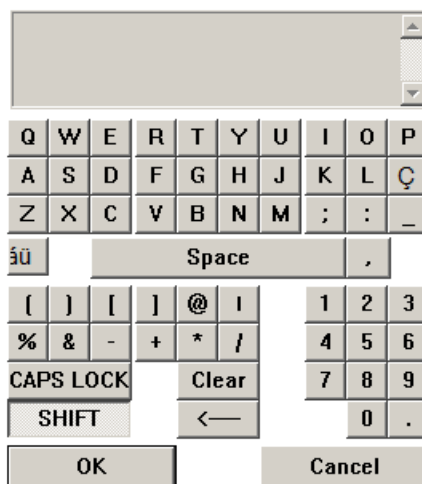 Q W E R T Y U I O P
A S D F G H J K L Ç
Z X C V B N M ; : _
áü Space ,
( ) [ ] @ | 1 2 3
% & - + * / 4 5 6
CAPS LOCK Clear 7 8 9
SHIFT <— 0 .
OK Cancel